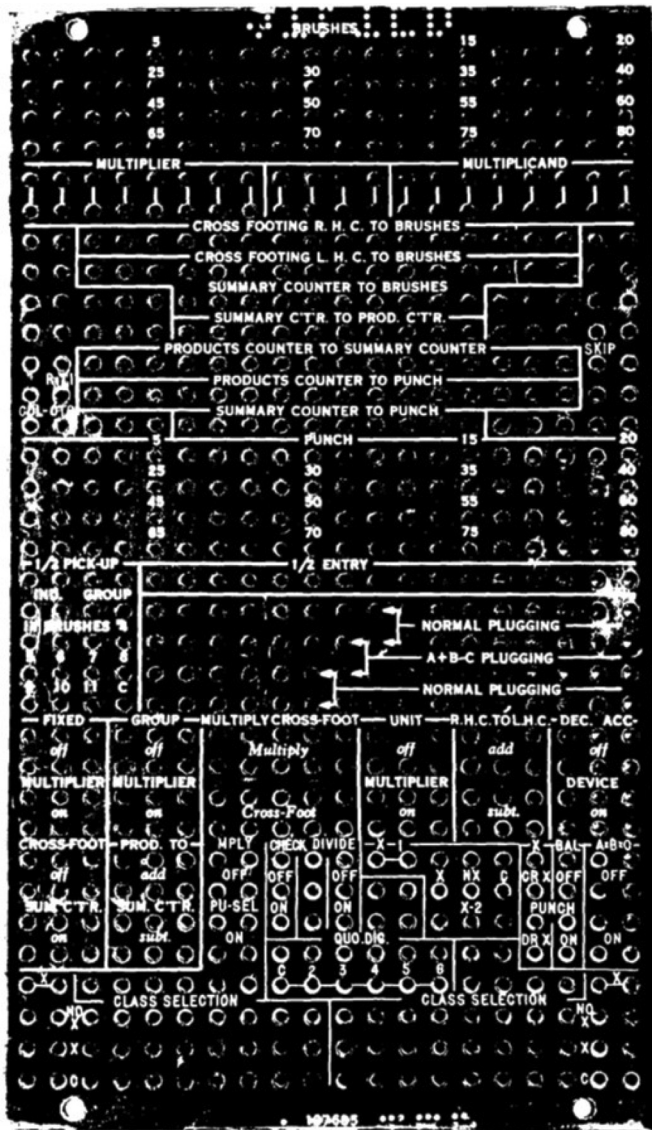 BRUSHES
5 15 20
25 30 35 40
45 50 55 60
65 70 75 80
MULTIPLIER MULTIPLICAND
CROSS FOOTING R. H. C. TO BRUSHES
CROSS FOOTING L. H. C. TO BRUSHES
SUMMARY COUNTER TO BRUSHES
SUMMARY C'T'R. TO PROD. C'T'R.
PRODUCTS COUNTER TO SUMMARY COUNTER SKIP
PRODUCTS COUNTER TO PUNCH
SUMMARY COUNTER TO PUNCH
5 PUNCH 15 20
25 30 35 40
45 50 55 60
65 70 75 80
1/2 PICK-UP 1/2 ENTRY
IND. GROUP
BRUSHES
NORMAL PLUGGING
A+B-C PLUGGING
6 7 8
10 11 C
NORMAL PLUGGING
FIXED GROUP MULTIPLY CROSS-FOOT UNIT R.H.C. TO L.H.C. DEC. ACC.
off off Multiply off add off
MULTIPLIER MULTIPLIER MULTIPLIER DEVICE
on on Cross-Foot on subt. on
CROSS-FOOT PROD. TO MPLY CHECK DIVIDE X - 1 X BAL A=B=O
off add OFF OFF OFF X NX C CR X OFF OFF
SUM. C'T'R. SUM. C'T'R. PU-SEL ON ON X-2 PUNCH
on subt. ON QUO. DIG. DR X ON ON
X C 2 3 4 5 6 X
CLASS SELECTION CLASS SELECTION
NO X NO X
X X
C C